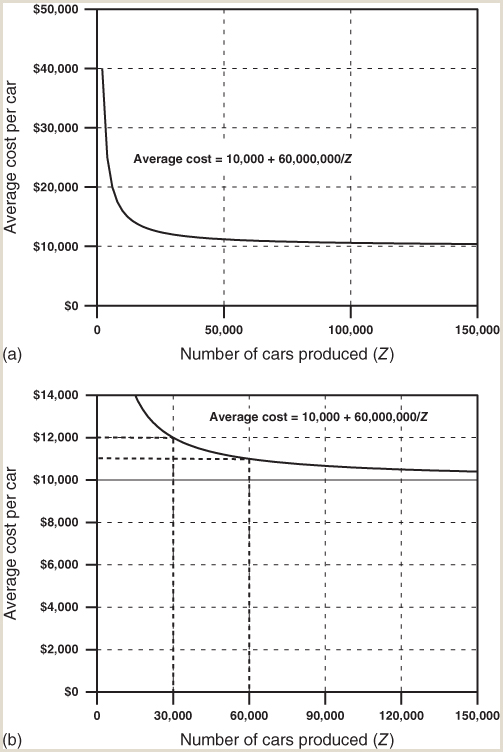 $50,000
$40,000
$30,000
$20,000
$10,000
$0
Average cost per car
Average cost = 10,000 + 60,000,000/Z
0 50,000 100,000 150,000
(a) Number of cars produced (Z)
$14,000
$12,000
$10,000
$8,000
$6,000
$4,000
$2,000
$0
Average cost per car
Average cost = 10,000 + 60,000,000/Z
0 30,000 60,000 90,000 120,000 150,000
(b) Number of cars produced (Z)